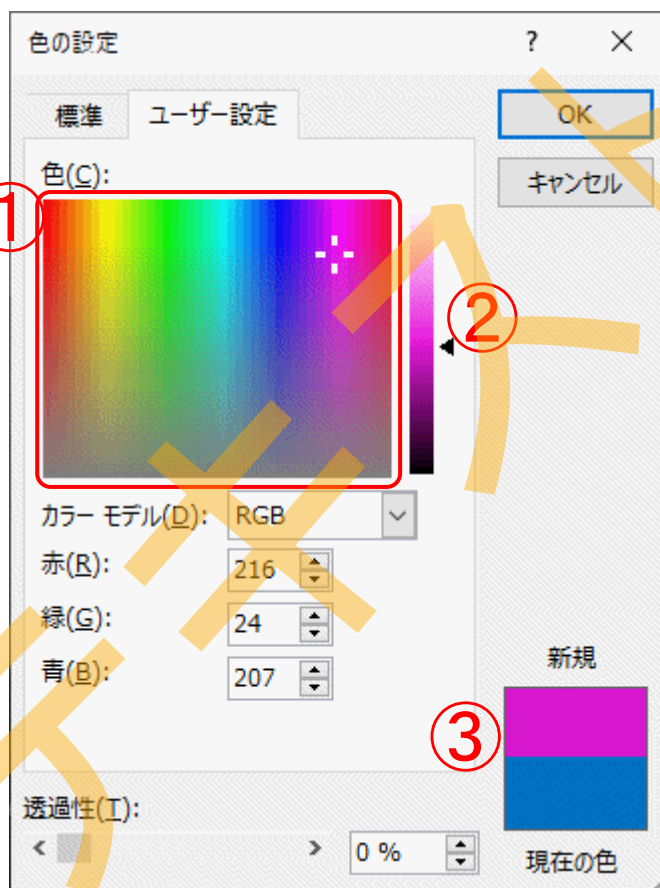 色の設定
? ×
標準 ユーザー設定
OK
色(C):
キャンセル
①
②
カラー モデル(D): RGB
赤(R): 216
緑(G): 24
青(B): 207
新規
③
透過性(T):
< > 0 %
現在の色